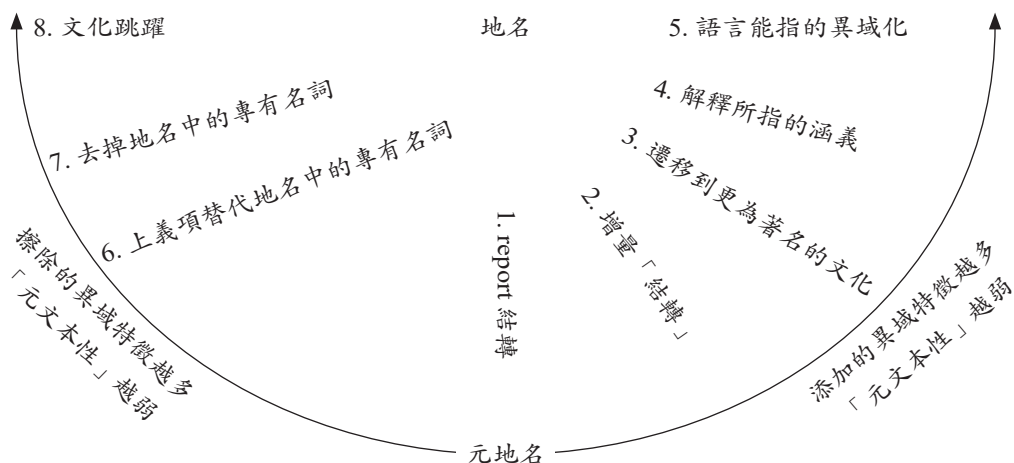 8. 文化跳躍
地名
5. 語言能指的異域化
7. 去掉地名中的專有名詞
4. 解釋所指的涵義
6. 上義項替代地名中的專有名詞
3. 遷移到更為著名的文化
1. report 結轉
2. 增量「結轉」
擦除的異域特徵越多
「元文本性」越弱
添加的異域特徵越多
「元文本性」越弱
元地名